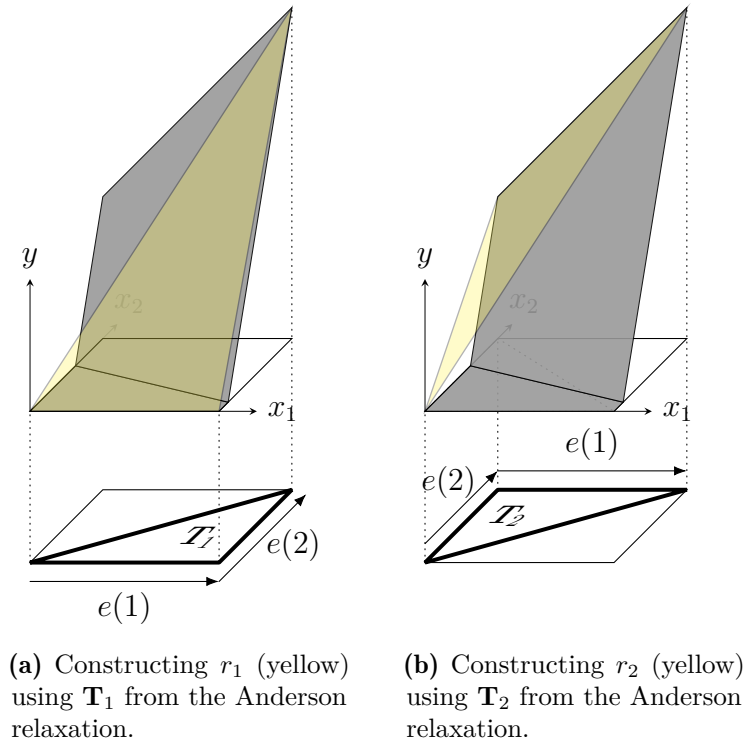 y
x₂
x₁
T₁
e(2)
e(1)
(a) Constructing r₁ (yellow)
using T₁ from the Anderson
relaxation.
y
x₂
x₁
e(1)
e(2)
T₂
(b) Constructing r₂ (yellow)
using T₂ from the Anderson
relaxation.